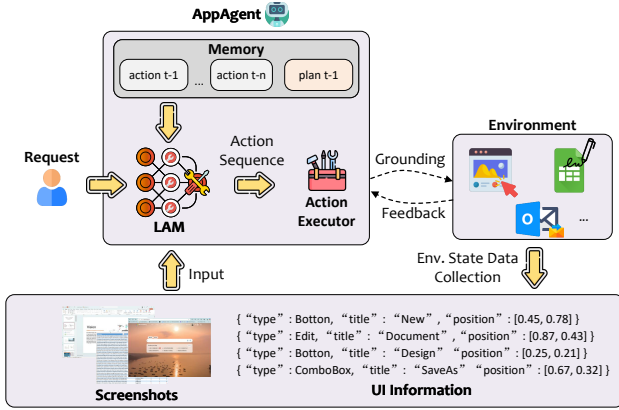 AppAgent
Memory
action t-1
...
action t-n
plan t-1
Request
LAM
Action
Sequence
Action
Executor
Grounding
Feedback
Environment
...
Input
Env. State Data
Collection
{“type”: Botton, “title”: “New”, “position”: [0.45, 0.78] }
{“type”: Edit, “title”: “Document”, “position”: [0.87, 0.43] }
{“type”: Botton, “title”: “Design” “position”: [0.25, 0.21] }
{“type”: ComboBox, “title”: “SaveAs” “position”: [0.67, 0.32] }
Screenshots
UI Information